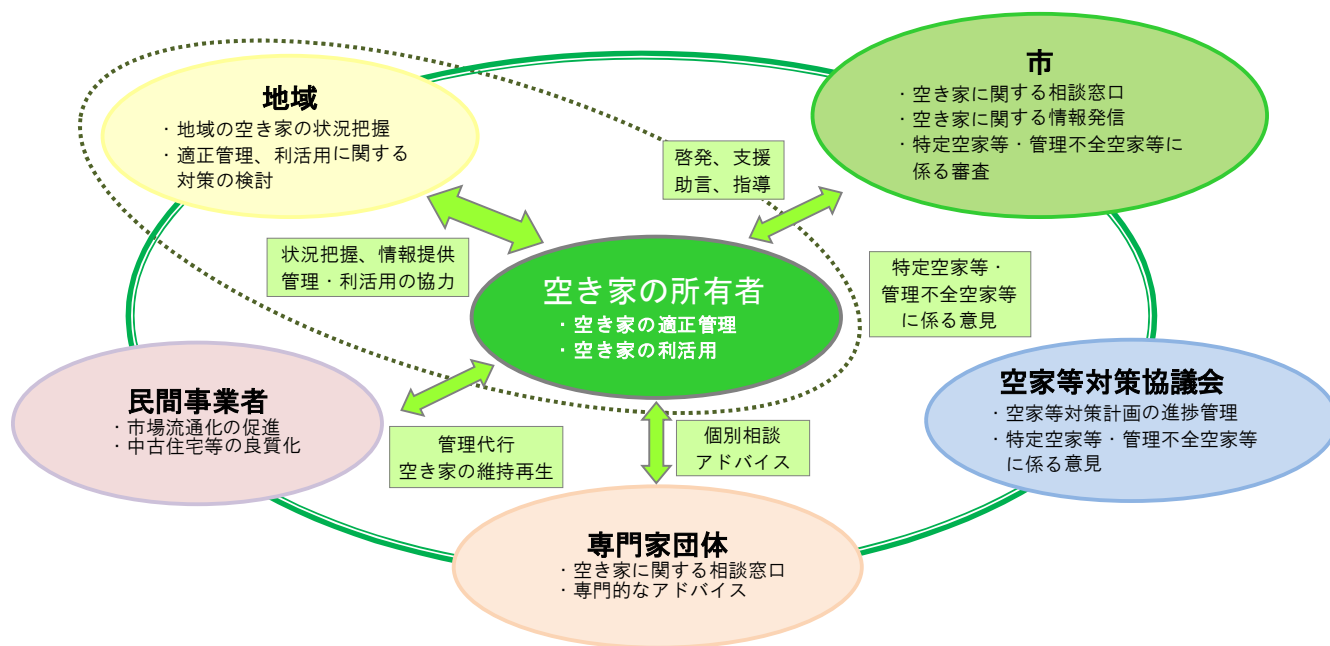 地域
・地域の空き家の状況把握
・適正管理、利活用に関する
対策の検討
市
・空き家に関する相談窓口
・空き家に関する情報発信
・特定空家等・管理不全空家等に
係る審査
啓発、支援
助言、指導
状況把握、情報提供
管理・利活用の協力
空き家の所有者
・空き家の適正管理
・空き家の利活用
特定空家等・
管理不全空家等
に係る意見
民間事業者
・市場流通化の促進
・中古住宅等の良質化
空家等対策協議会
・空家等対策計画の進捗管理
・特定空家等・管理不全空家等
に係る意見
管理代行
空き家の維持再生
個別相談
アドバイス
専門家団体
・空き家に関する相談窓口
・専門的なアドバイス